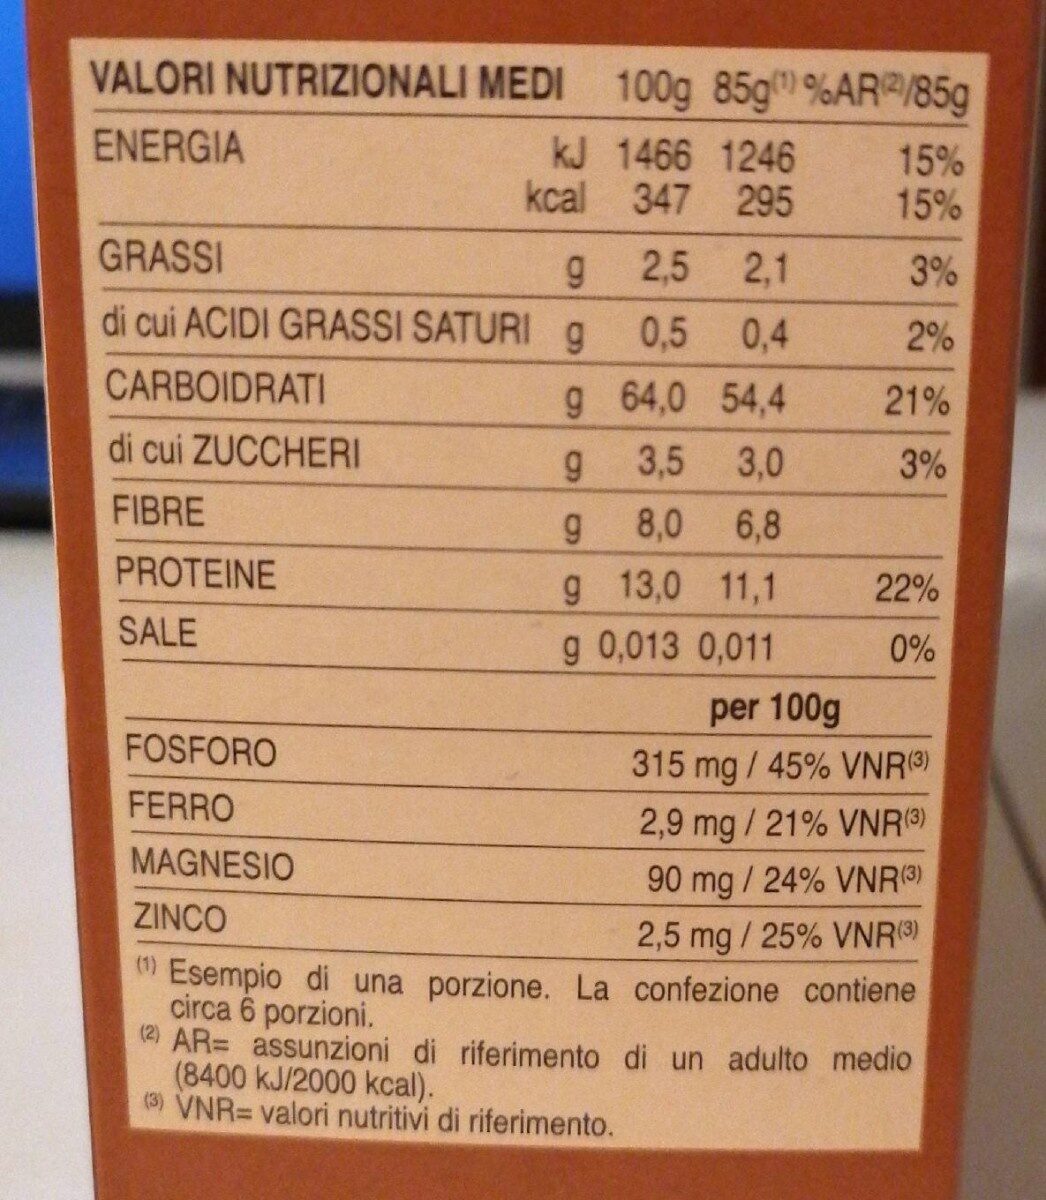 VALORI NUTRIZIONALI MEDI 100g 85g⁽¹⁾ %AR⁽²⁾/85g
ENERGIA kJ 1466 1246 15%
kcal 347 295 15%
GRASSI g 2,5 2,1 3%
di cui ACIDI GRASSI SATURI g 0,5 0,4 2%
CARBOIDRATI g 64,0 54,4 21%
di cui ZUCCHERI g 3,5 3,0 3%
FIBRE g 8,0 6,8
PROTEINE g 13,0 11,1 22%
SALE g 0,013 0,011 0%
per 100g
FOSFORO 315 mg / 45% VNR⁽³⁾
FERRO 2,9 mg / 21% VNR⁽³⁾
MAGNESIO 90 mg / 24% VNR⁽³⁾
ZINCO 2,5 mg / 25% VNR⁽³⁾
⁽¹⁾ Esempio di una porzione. La confezione contiene
circa 6 porzioni.
⁽²⁾ AR= assunzioni di riferimento di un adulto medio
(8400 kJ/2000 kcal).
⁽³⁾ VNR= valori nutritivi di riferimento.